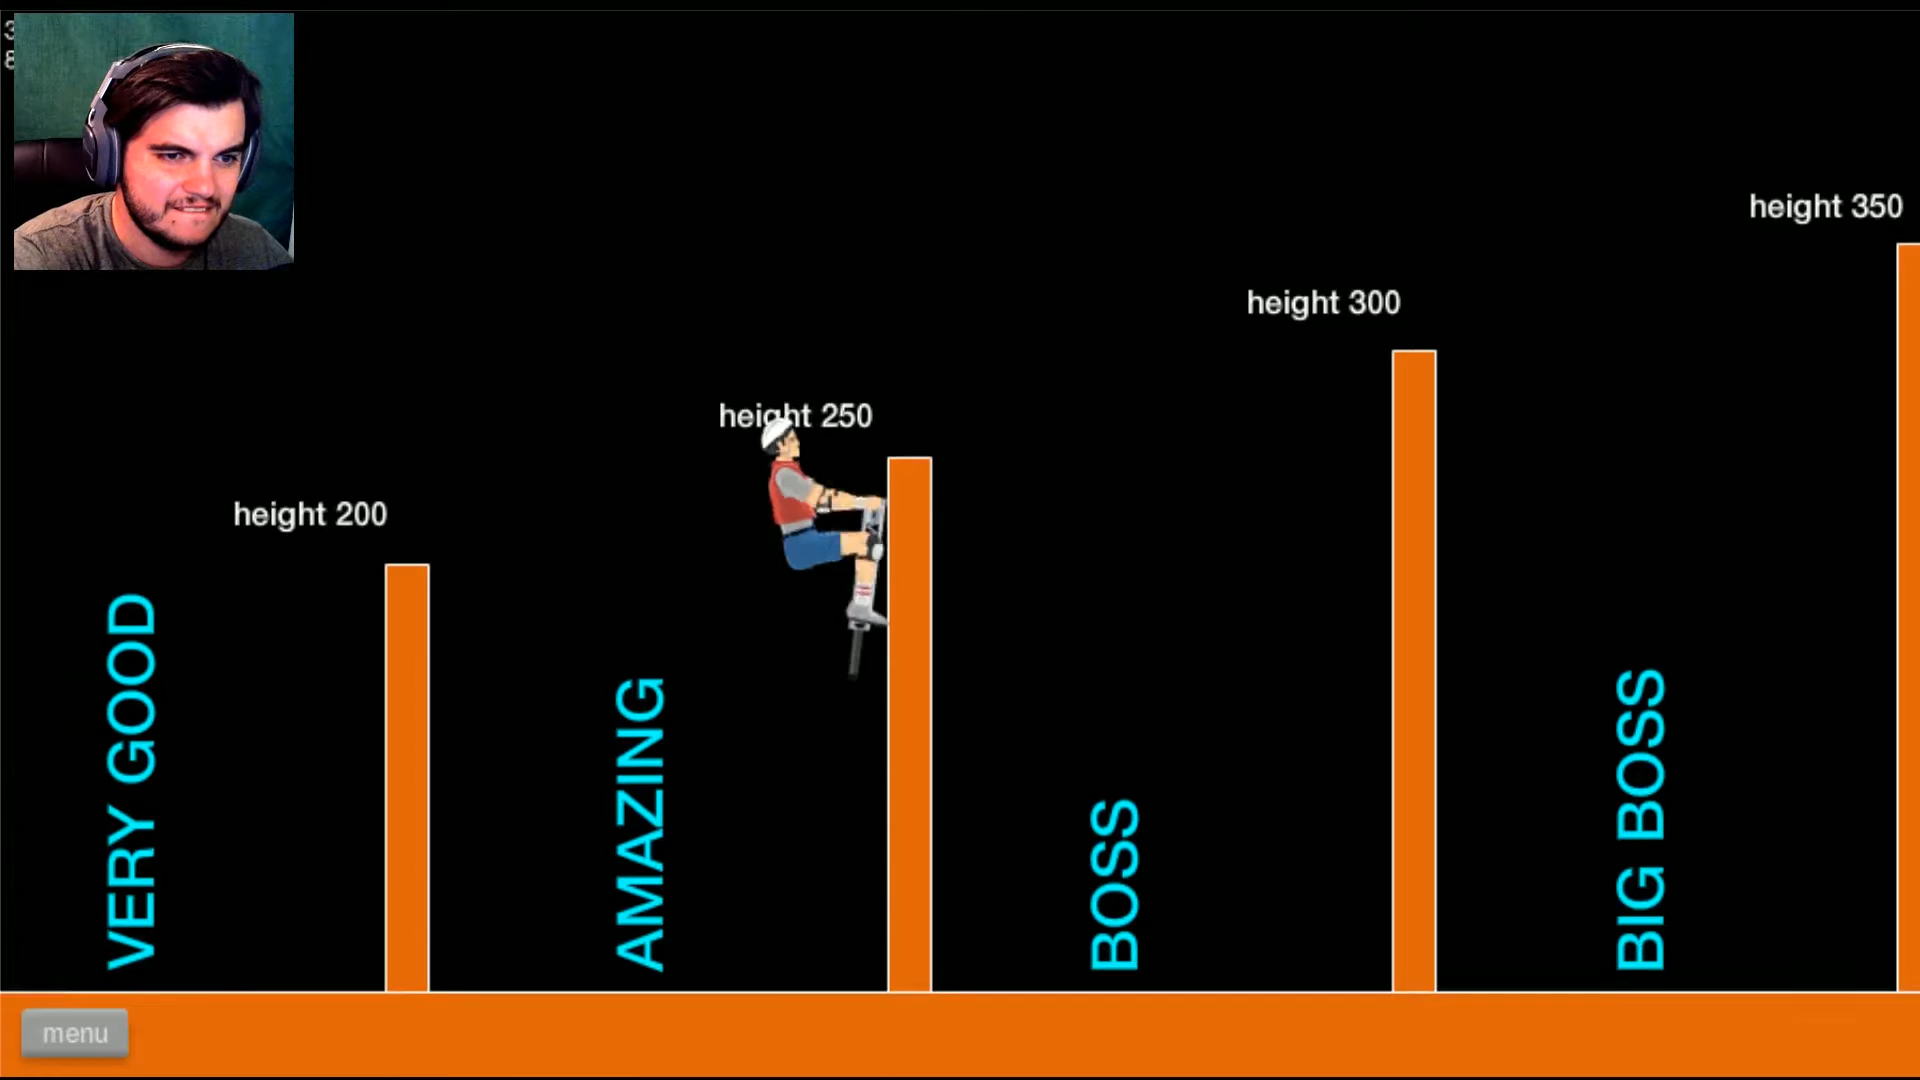 height 350
height 300
height 250
height 200
VERY GOOD
AMAZING
BOSS
BIG BOSS
menu